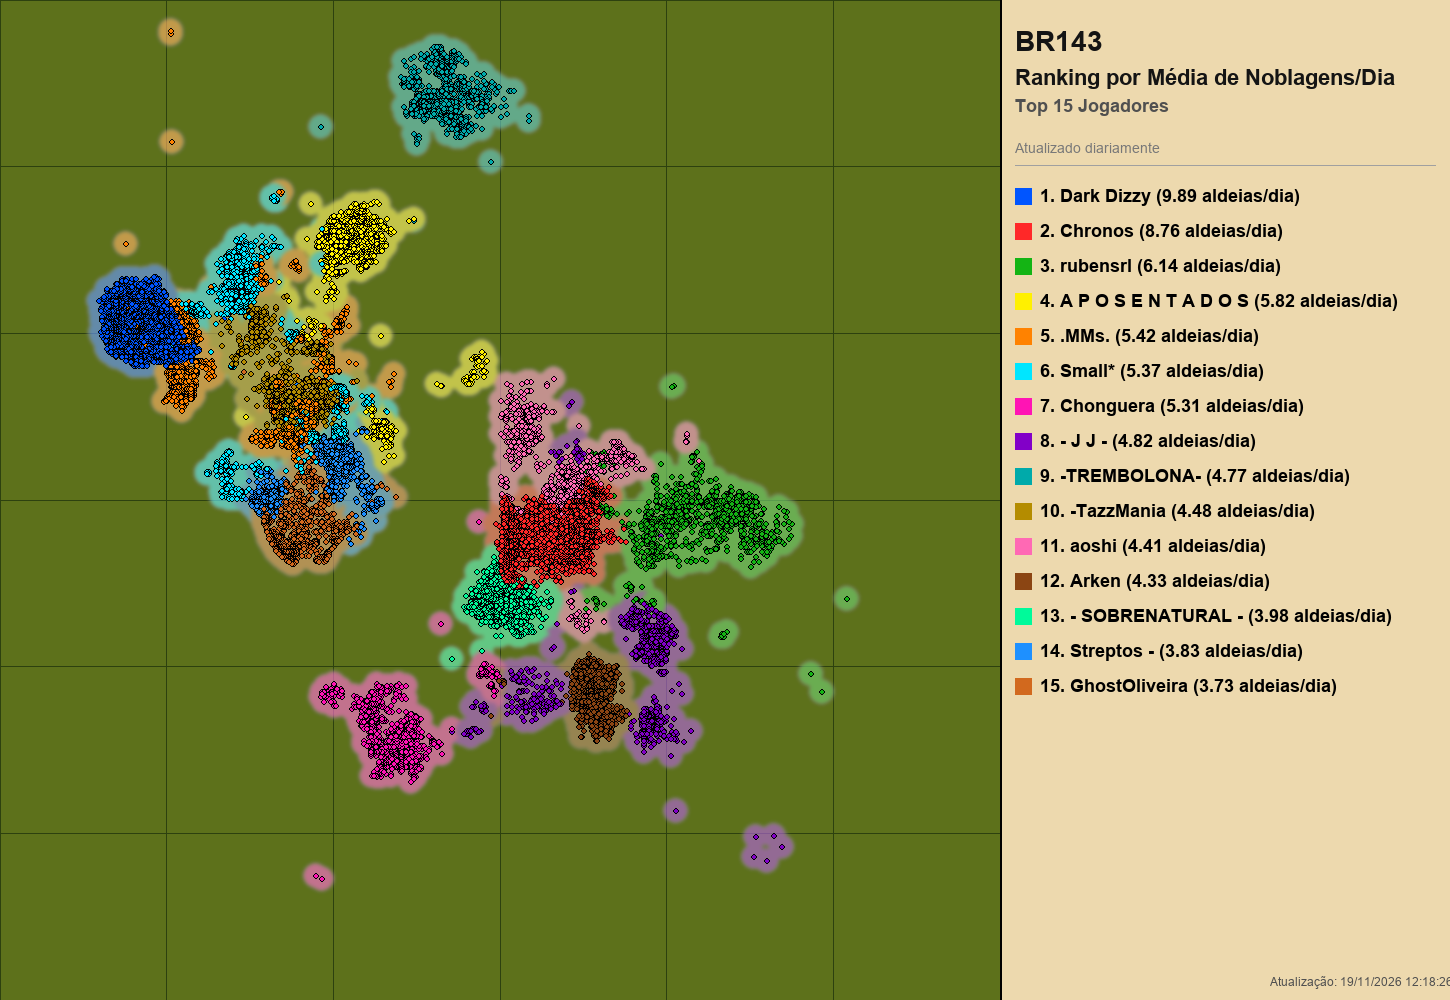 BR143
Ranking por Média de Noblagens/Dia
Top 15 Jogadores
Atualizado diariamente
1. Dark Dizzy (9.89 aldeias/dia)
2. Chronos (8.76 aldeias/dia)
3. rubensrl (6.14 aldeias/dia)
4. A P O S E N T A D O S (5.82 aldeias/dia)
5. .MMs. (5.42 aldeias/dia)
6. Small* (5.37 aldeias/dia)
7. Chonguera (5.31 aldeias/dia)
8. - J J - (4.82 aldeias/dia)
9. -TREMBOLONA- (4.77 aldeias/dia)
10. -TazzMania (4.48 aldeias/dia)
11. aoshi (4.41 aldeias/dia)
12. Arken (4.33 aldeias/dia)
13. - SOBRENATURAL - (3.98 aldeias/dia)
14. Streptos - (3.83 aldeias/dia)
15. GhostOliveira (3.73 aldeias/dia)
Atualização: 19/11/2026 12:18:26